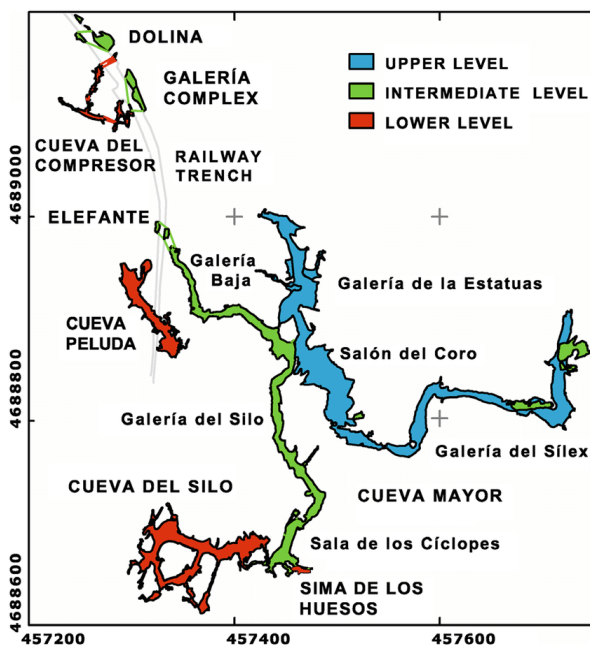 DOLINA
GALERÍA
COMPLEX
UPPER LEVEL
INTERMEDIATE LEVEL
LOWER LEVEL
CUEVA DEL
COMPRESOR
RAILWAY
TRENCH
4689000
ELEFANTE
Galería
Baja
Galería de la Estatuas
CUEVA
PELUDA
Salón del Coro
4688800
Galería del Silo
Galería del Sílex
CUEVA DEL SILO
CUEVA MAYOR
Sala de los Cíclopes
SIMA DE LOS
HUESOS
4688600
457200
457400
457600